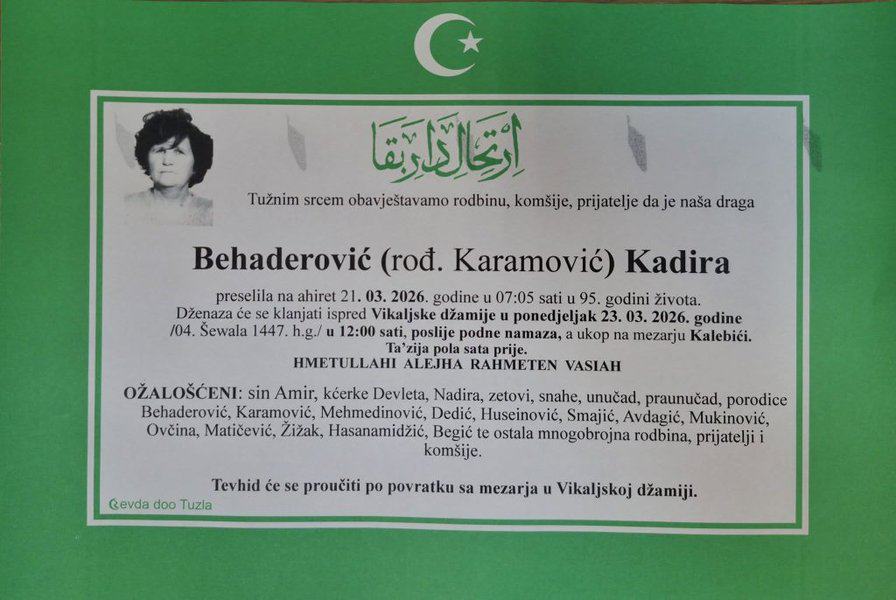 ارتحال دار بقا
Tužnim srcem obavještavamo rodbinu, komšije, prijatelje da je naša draga
Behaderović (rođ. Karamović) Kadira
preselila na ahiret 21. 03. 2026. godine u 07:05 sati u 95. godini života.
Dženaza će se klanjati ispred Vikaljske džamije u ponedjeljak 23. 03. 2026. godine
/04. Šewala 1447. h.g./ u 12:00 sati, poslije podne namaza, a ukop na mezarju Kalebići.
Ta'zija pola sata prije.
HMETULLAHI ALEJHA RAHMETEN VASIAH
OŽALOŠĆENI: sin Amir, kćerke Devleta, Nadira, zetovi, snahe, unučad, praunučad, porodice
Behaderović, Karamović, Mehmedinović, Dedić, Huseinović, Smajić, Avdagić, Mukinović,
Ovčina, Matičević, Žižak, Hasanamidžić, Begić te ostala mnogobrojna rodbina, prijatelji i
komšije.
Tevhid će se proučiti po povratku sa mezarja u Vikaljskoj džamiji.
Revda doo Tuzla